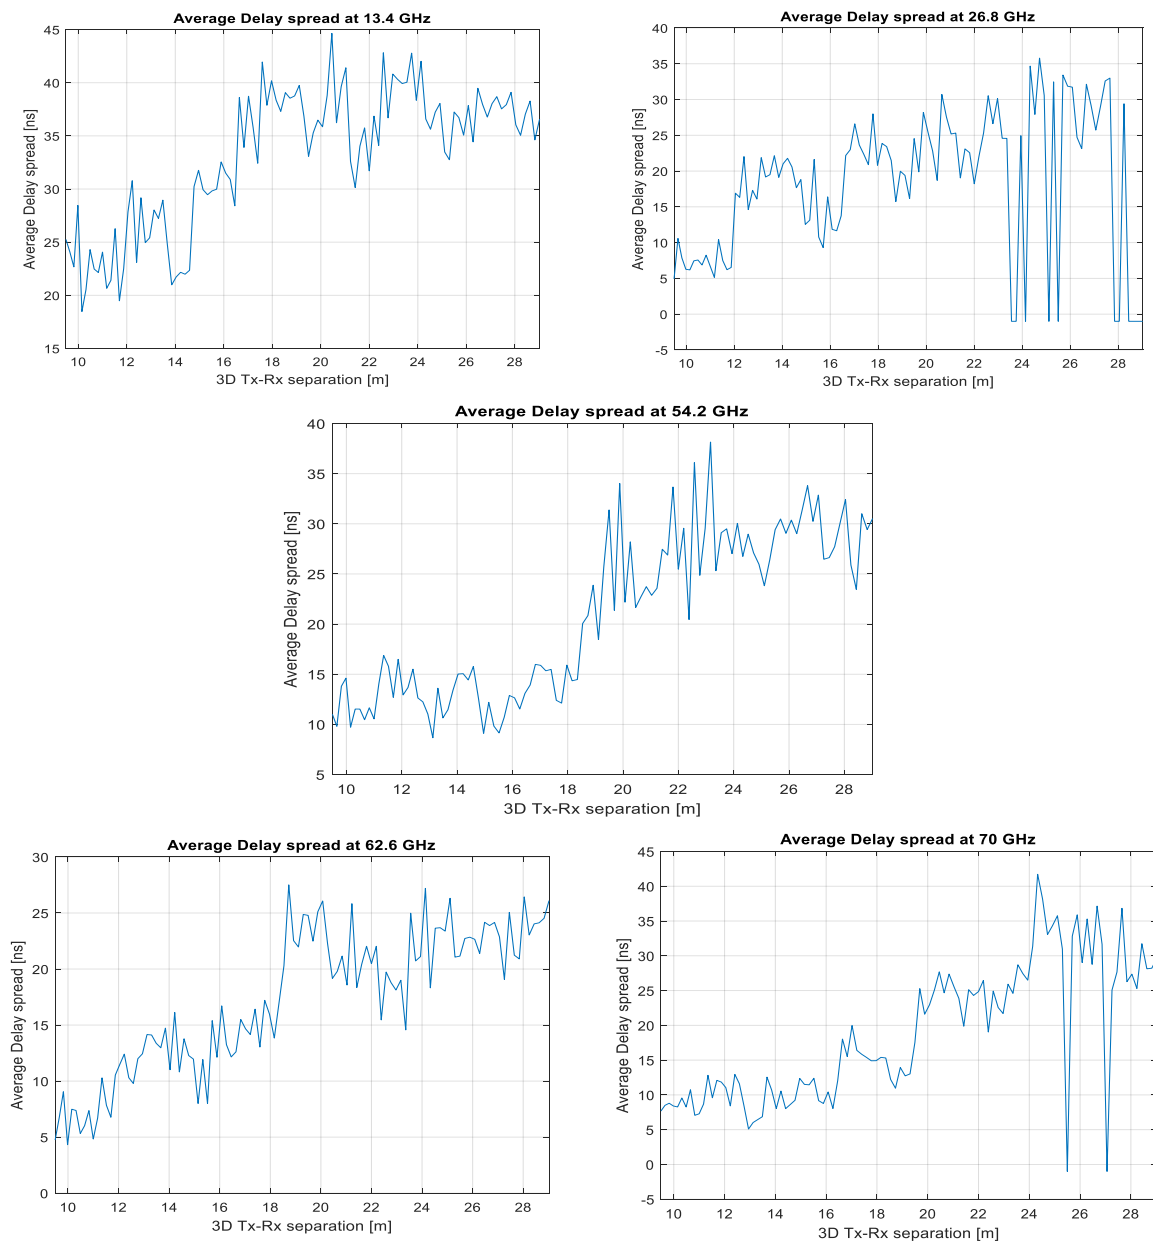 Average Delay spread at 13.4 GHz
45
40
35
30
25
20
15
Average Delay spread [ns]
10 12 14 16 18 20 22 24 26 28
3D Tx-Rx separation [m]
Average Delay spread at 26.8 GHz
40
35
30
25
20
15
10
5
0
-5
Average Delay spread [ns]
10 12 14 16 18 20 22 24 26 28
3D Tx-Rx separation [m]
Average Delay spread at 54.2 GHz
40
35
30
25
20
15
10
5
Average Delay spread [ns]
10 12 14 16 18 20 22 24 26 28
3D Tx-Rx separation [m]
Average Delay spread at 62.6 GHz
30
25
20
15
10
5
0
Average Delay spread [ns]
10 12 14 16 18 20 22 24 26 28
3D Tx-Rx separation [m]
Average Delay spread at 70 GHz
45
40
35
30
25
20
15
10
5
0
-5
Average Delay spread [ns]
10 12 14 16 18 20 22 24 26 28
3D Tx-Rx separation [m]